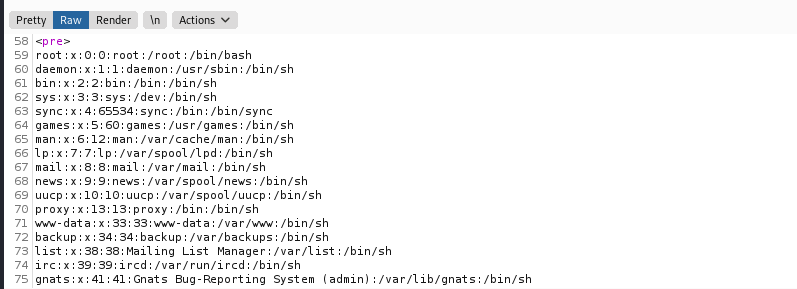 Pretty Raw Render \n Actions
58 <pre>
59 root:x:0:0:root:/root:/bin/bash
60 daemon:x:1:1:daemon:/usr/sbin:/bin/sh
61 bin:x:2:2:bin:/bin:/bin/sh
62 sys:x:3:3:sys:/dev:/bin/sh
63 sync:x:4:65534:sync:/bin:/bin/sync
64 games:x:5:60:games:/usr/games:/bin/sh
65 man:x:6:12:man:/var/cache/man:/bin/sh
66 lp:x:7:7:lp:/var/spool/lpd:/bin/sh
67 mail:x:8:8:mail:/var/mail:/bin/sh
68 news:x:9:9:news:/var/spool/news:/bin/sh
69 uucp:x:10:10:uucp:/var/spool/uucp:/bin/sh
70 proxy:x:13:13:proxy:/bin:/bin/sh
71 www-data:x:33:33:www-data:/var/www:/bin/sh
72 backup:x:34:34:backup:/var/backups:/bin/sh
73 list:x:38:38:Mailing List Manager:/var/list:/bin/sh
74 irc:x:39:39:ircd:/var/run/ircd:/bin/sh
75 gnats:x:41:41:Gnats Bug-Reporting System (admin):/var/lib/gnats:/bin/sh